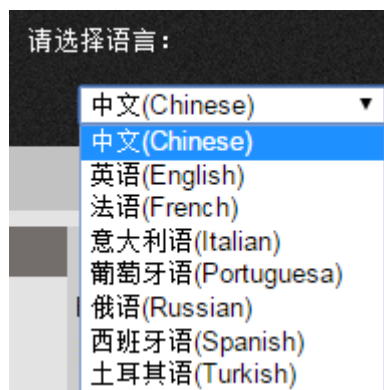 请选择语言：
中文(Chinese)
中文(Chinese)
英语(English)
法语(French)
意大利语(Italian)
葡萄牙语(Portuguesa)
俄语(Russian)
西班牙语(Spanish)
土耳其语(Turkish)